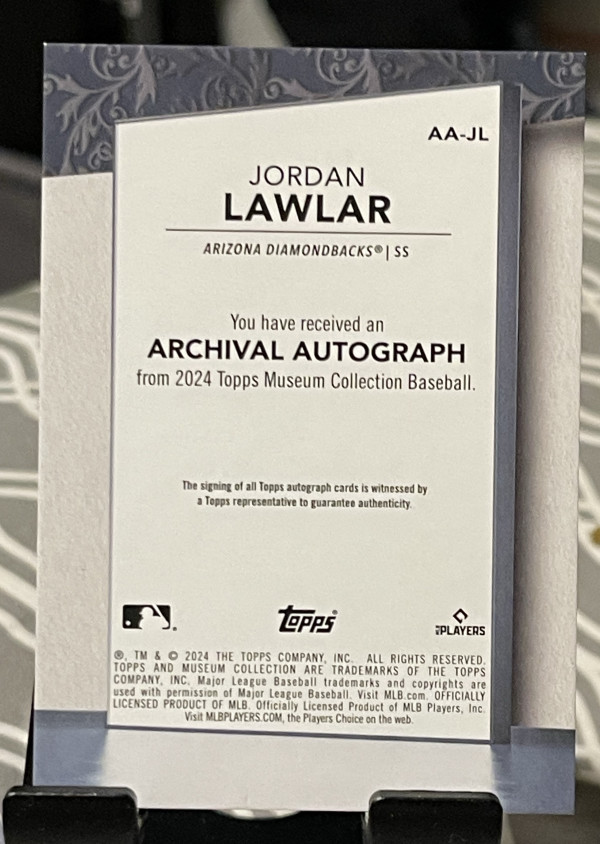 AA-JL
JORDAN
LAWLAR
ARIZONA DIAMONDBACKS® | SS
You have received an
ARCHIVAL AUTOGRAPH
from 2024 Topps Museum Collection Baseball.
The signing of all Topps autograph cards is witnessed by
a Topps representative to guarantee authenticity.
Topps®
MLB PLAYERS
®, TM & © 2024 THE TOPPS COMPANY, INC. ALL RIGHTS RESERVED.
TOPPS AND MUSEUM COLLECTION ARE TRADEMARKS OF THE TOPPS
COMPANY, INC. Major League Baseball trademarks and copyrights are
used with permission of Major League Baseball. Visit MLB.com. OFFICIALLY
LICENSED PRODUCT OF MLB. Officially Licensed Product of MLB Players, Inc.
Visit MLBPLAYERS.COM, the Players Choice on the web.